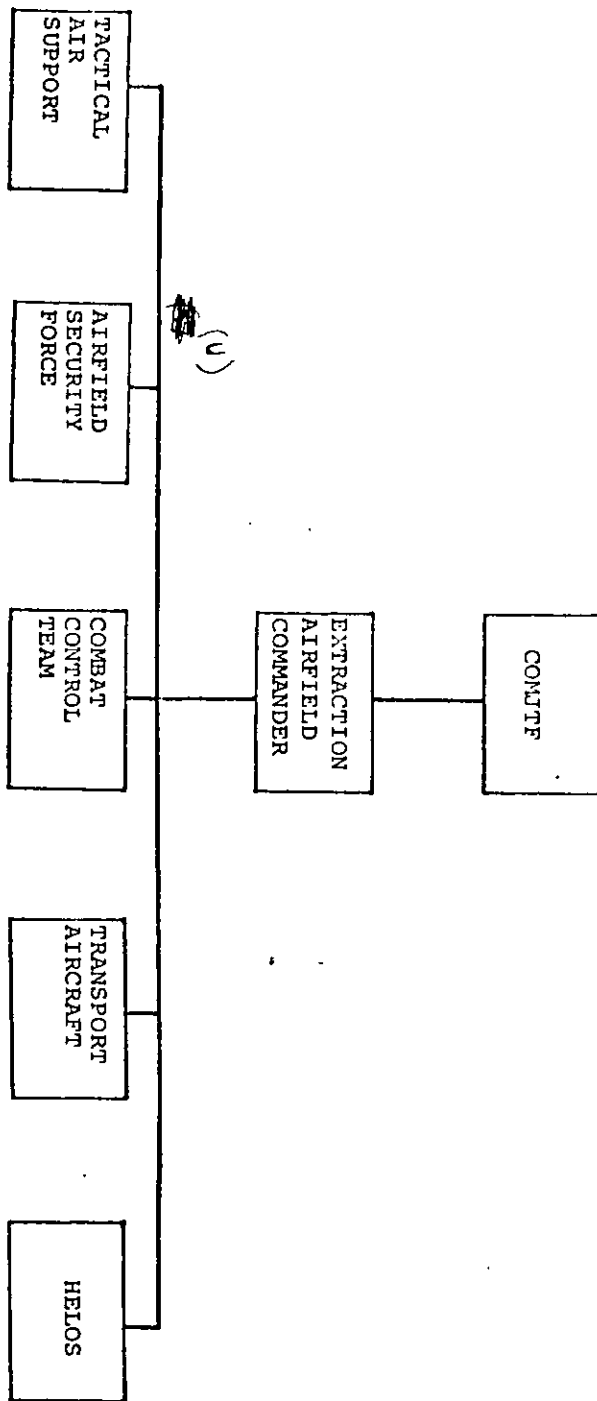 COMJTF
EXTRACTION
AIRFIELD
COMMANDER
(U)
TACTICAL
AIR
SUPPORT
AIRFIELD
SECURITY
FORCE
COMBAT
CONTROL
TEAM
TRANSPORT
AIRCRAFT
HELOS